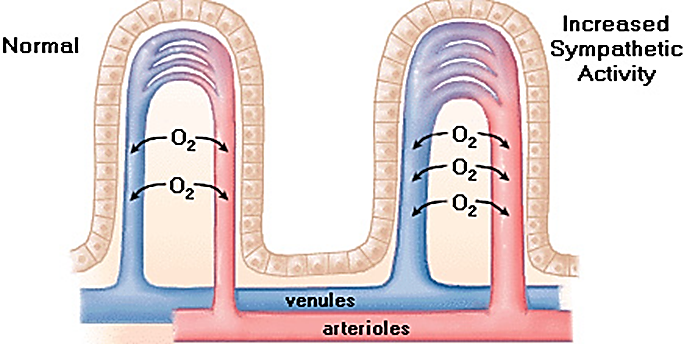 Normal
Increased
Sympathetic
Activity
O2
O2
O2
O2
O2
venules
arterioles